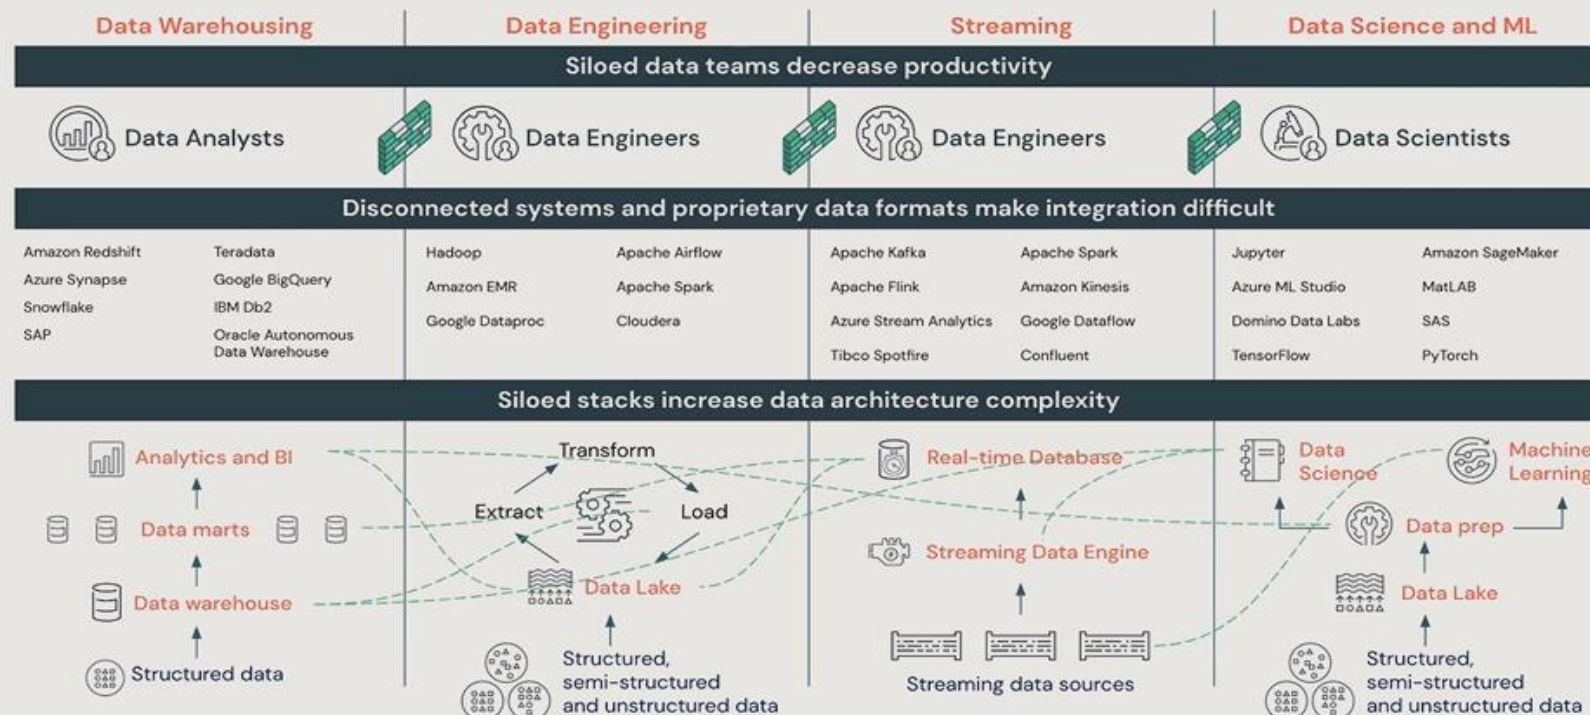 Data Warehousing
Data Engineering
Streaming
Data Science and ML
Siloed data teams decrease productivity
Data Analysts
Data Engineers
Data Engineers
Data Scientists
Disconnected systems and proprietary data formats make integration difficult
Amazon Redshift
Teradata
Azure Synapse
Google BigQuery
Snowflake
IBM Db2
SAP
Oracle Autonomous
Data Warehouse
Hadoop
Apache Airflow
Amazon EMR
Apache Spark
Google Dataproc
Cloudera
Apache Kafka
Apache Spark
Apache Flink
Amazon Kinesis
Azure Stream Analytics
Google Dataflow
Tibco Spotfire
Confluent
Jupyter
Amazon SageMaker
Azure ML Studio
MatLAB
Domino Data Labs
SAS
TensorFlow
PyTorch
Siloed stacks increase data architecture complexity
Analytics and BI
Data marts
Data warehouse
Structured data
Transform
Extract
Load
Data Lake
Structured,
semi-structured
and unstructured data
Real-time Database
Streaming Data Engine
Streaming data sources
Data
Science
Machine
Learning
Data prep
Data Lake
Structured,
semi-structured
and unstructured data